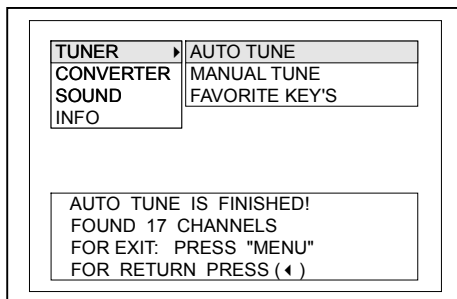 TUNER ▸ AUTO TUNE
CONVERTER MANUAL TUNE
SOUND FAVORITE KEY'S
INFO
AUTO TUNE IS FINISHED!
FOUND 17 CHANNELS
FOR EXIT: PRESS "MENU"
FOR RETURN PRESS (◂)